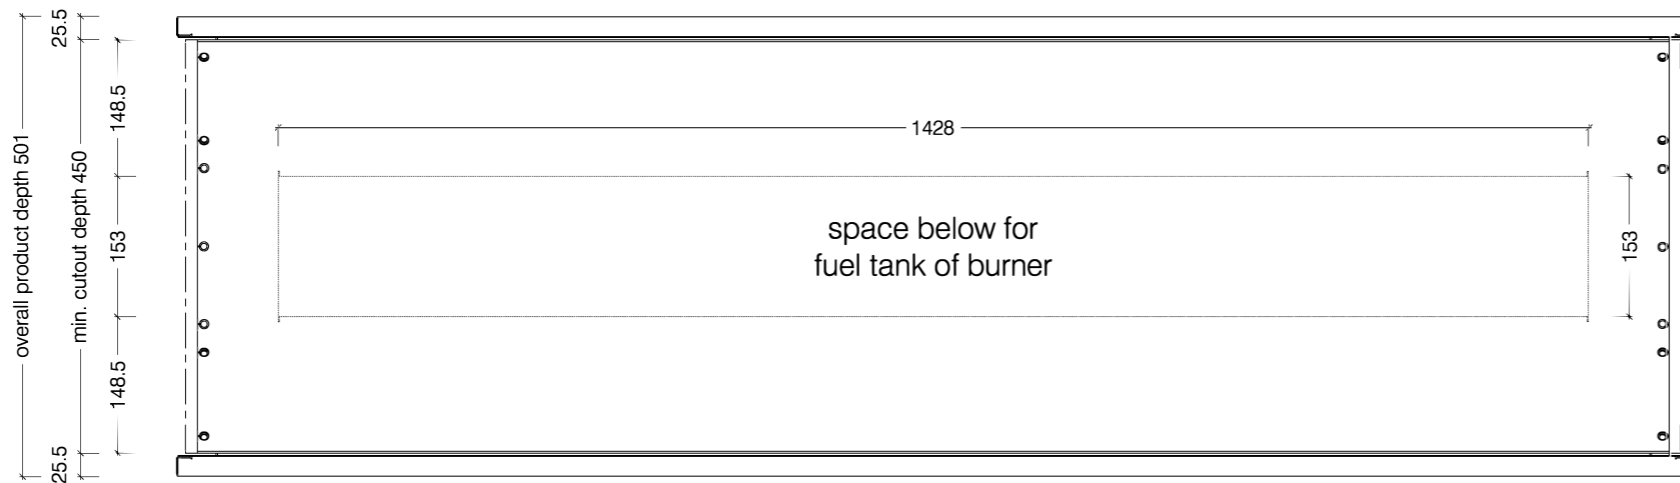 overall product depth 501
25.5
min. cutout depth 450
25.5
148.5
153
148.5
1428
space below for
fuel tank of burner
153